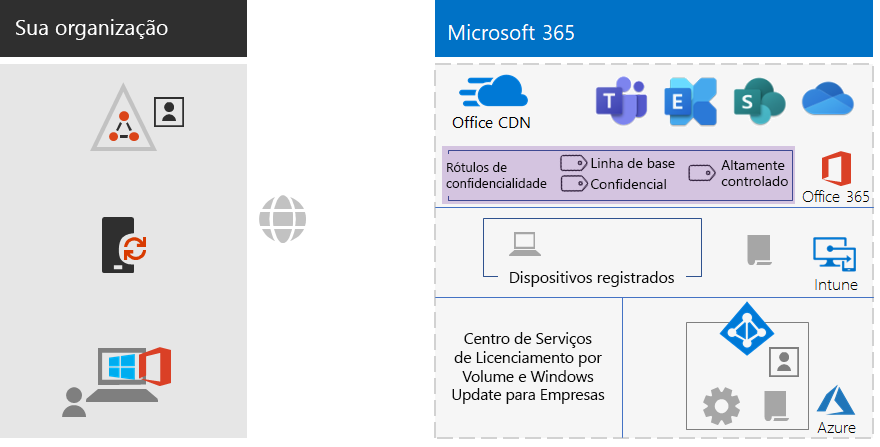 Sua organização
Microsoft 365
Office CDN
T
E
S
Rótulos de
confidencialidade
Linha de base
Confidencial
Altamente
controlado
Office 365
Dispositivos registrados
Intune
Centro de Serviços
de Licenciamento por
Volume e Windows
Update para Empresas
Azure